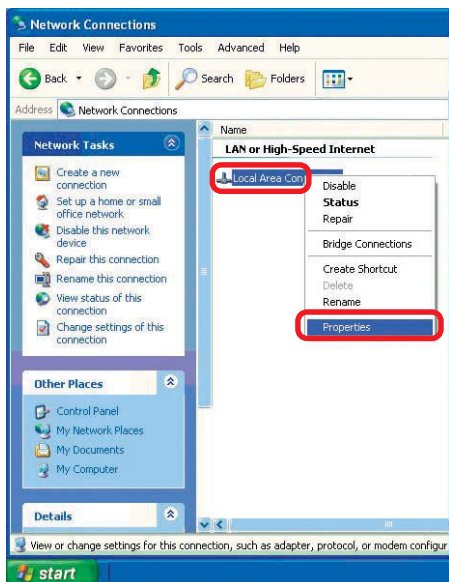 Network Connections
File Edit View Favorites Tools Advanced Help
Back Search Folders
Address Network Connections
Name
Network Tasks
LAN or High-Speed Internet
Create a new
connection
Set up a home or small
office network
Disable this network
device
Repair this connection
Rename this connection
View status of this
connection
Change settings of this
connection
Local Area Con
Disable
Status
Repair
Bridge Connections
Create Shortcut
Delete
Rename
Properties
Other Places
Control Panel
My Network Places
My Documents
My Computer
Details
View or change settings for this connection, such as adapter, protocol, or modem configur
start